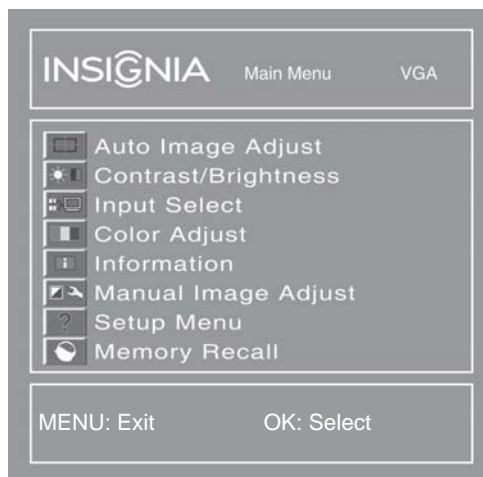 INSIGNIA Main Menu VGA
Auto Image Adjust
Contrast/Brightness
Input Select
Color Adjust
Information
Manual Image Adjust
Setup Menu
Memory Recall
MENU: Exit OK: Select